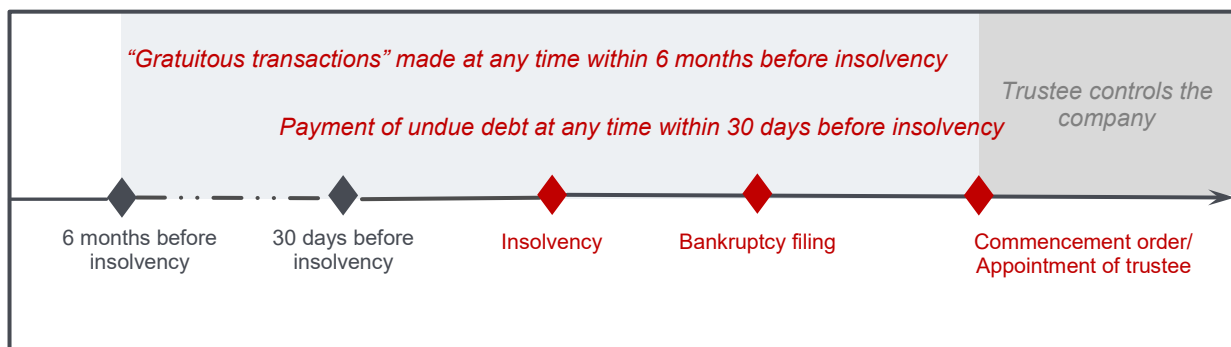 “Gratuitous transactions” made at any time within 6 months before insolvency
Payment of undue debt at any time within 30 days before insolvency
Trustee controls the
company
6 months before
insolvency
30 days before
insolvency
Insolvency
Bankruptcy filing
Commencement order/
Appointment of trustee